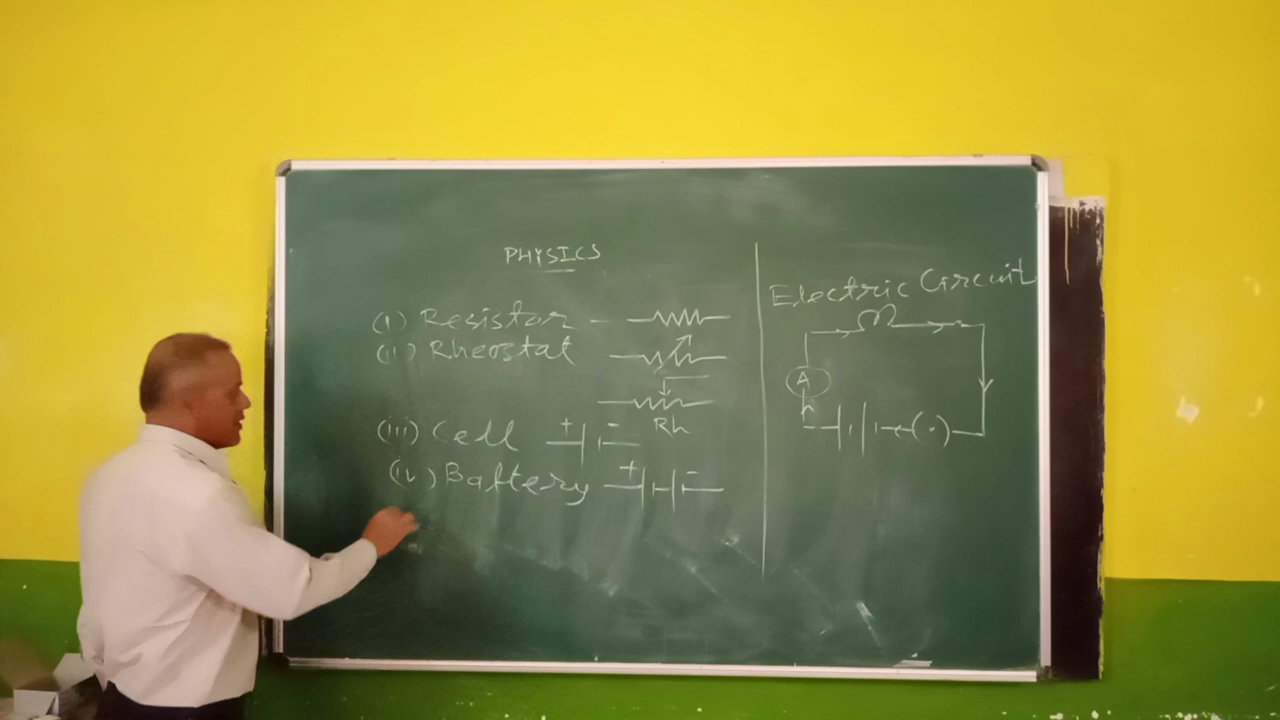 PHYSICS
(i) Resistor
(ii) Rheostat
Rh
(iii) Cell + -
(iv) Battery + -
Electric Circuit
A